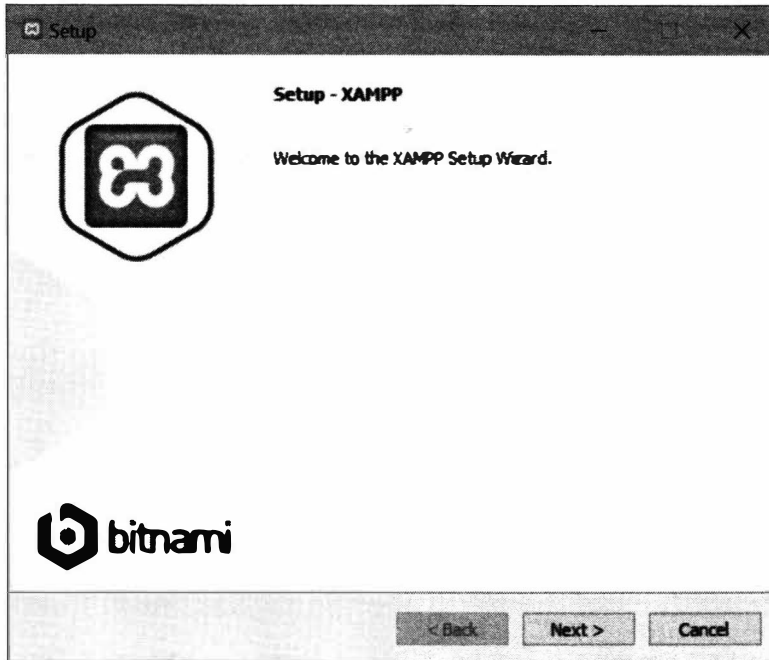 Setup
Setup - XAMPP
Welcome to the XAMPP Setup Wizard.
bitnami
< Back
Next >
Cancel